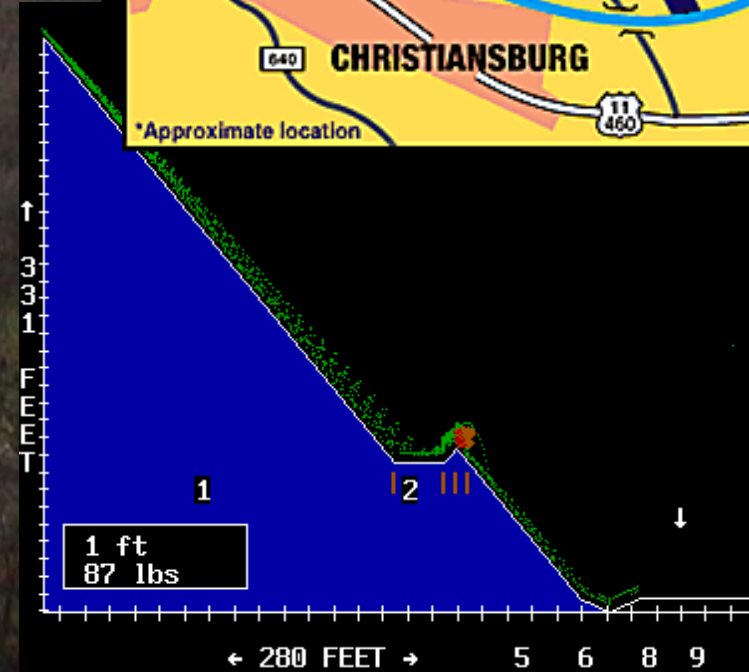 640
CHRISTIANSBURG
11
460
*Approximate location
↑
331 FEET
1
2
↓
1 ft
87 lbs
← 280 FEET →
5 6 8 9